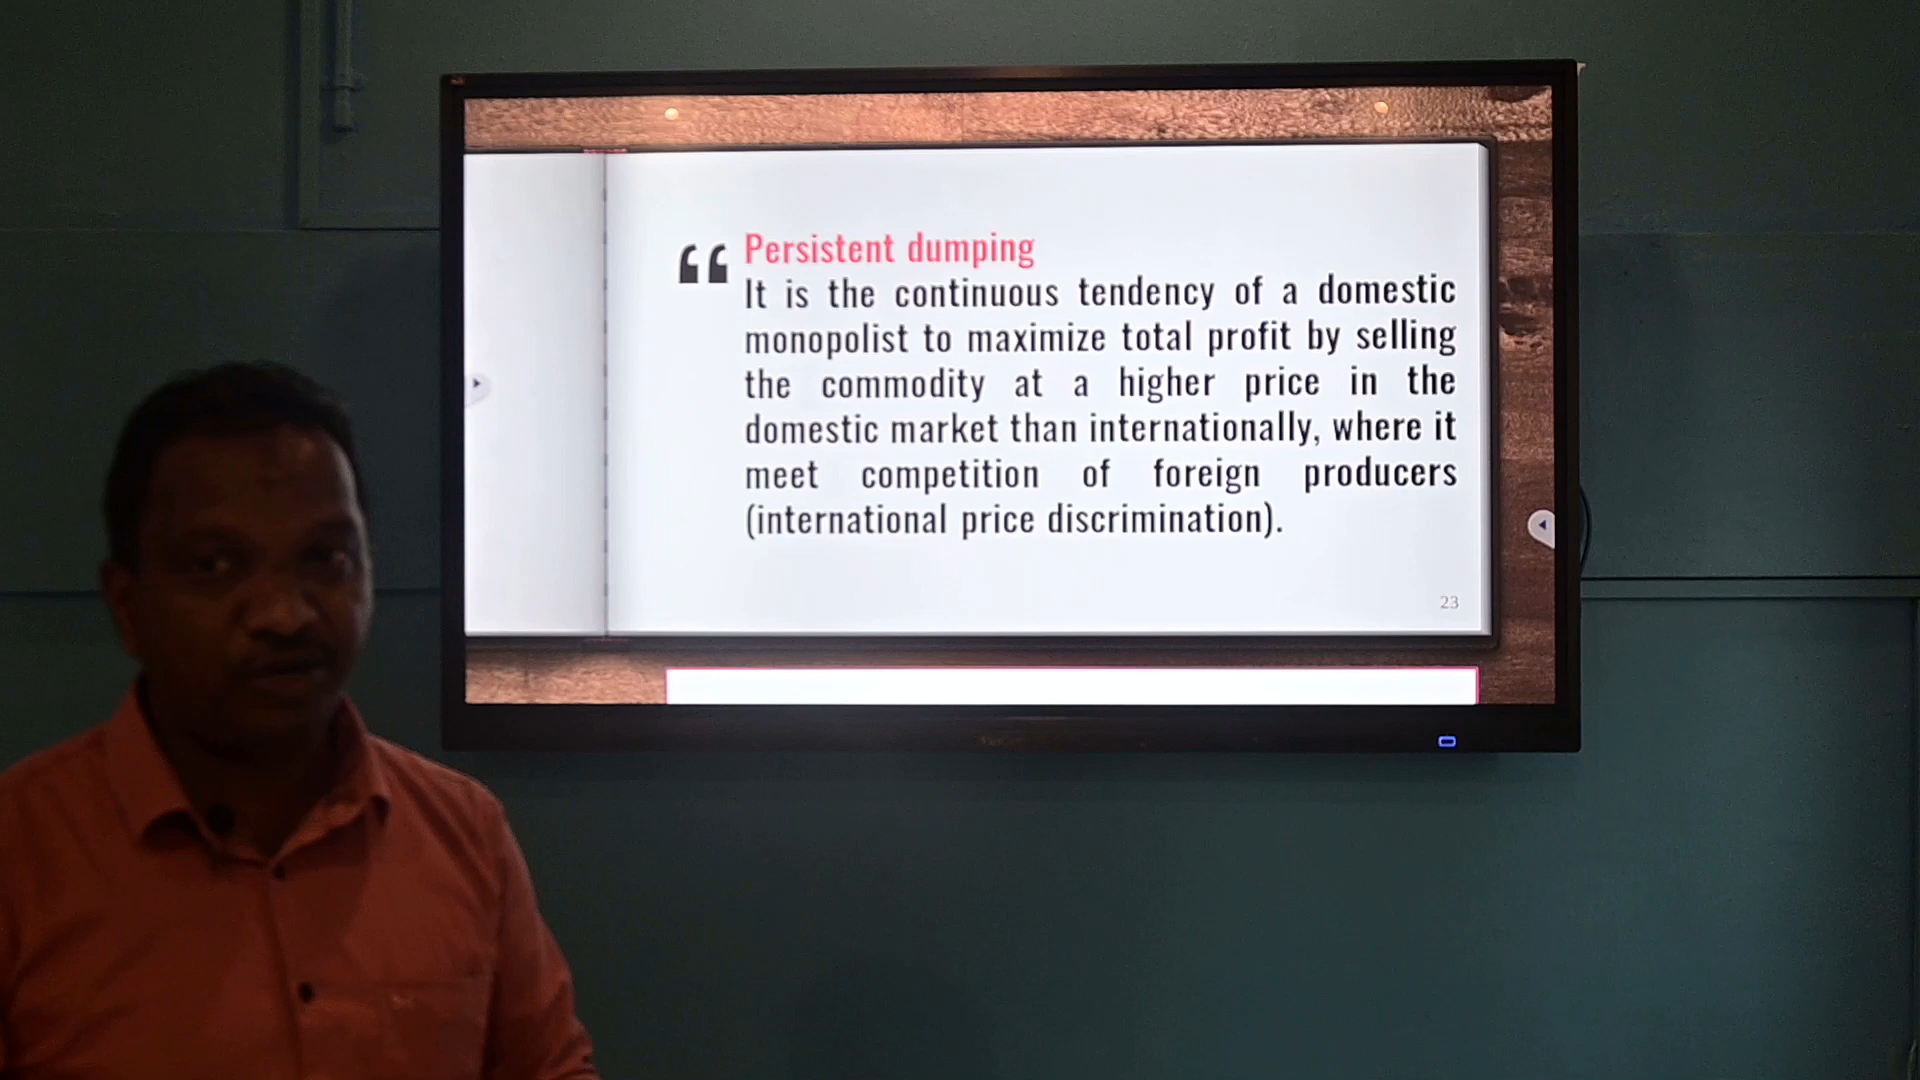 “
Persistent dumping
It is the continuous tendency of a domestic
monopolist to maximize total profit by selling
the commodity at a higher price in the
domestic market than internationally, where it
meet competition of foreign producers
(international price discrimination).
23